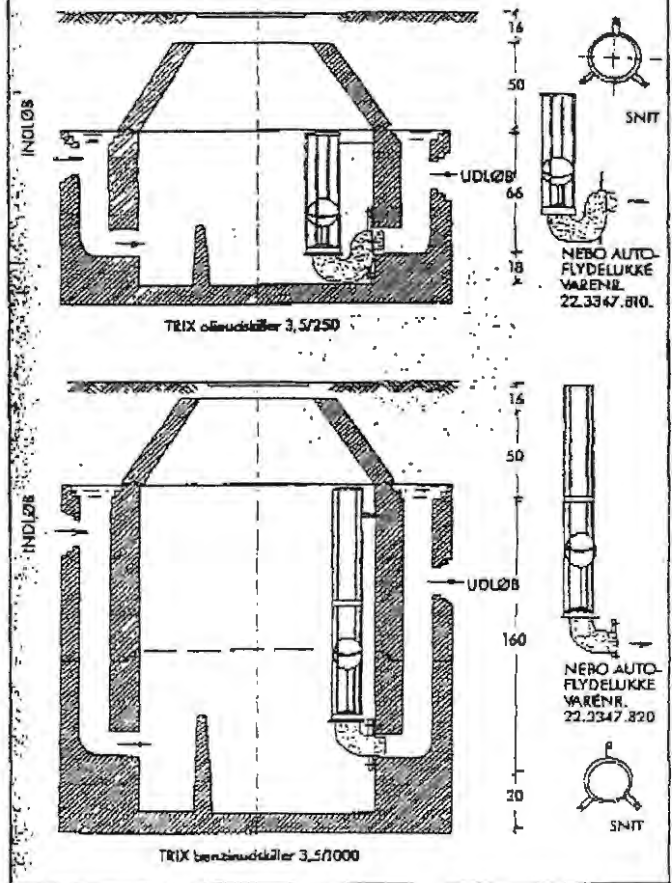 16
50
66
18
INDLØB
UDLØB
SNIT
NEBO AUTO-
FLYDELUKKE
VARENR.
22.3347.810.
TRIX olieudskiller 3,5/250
16
50
160
20
INDLØB
UDLØB
NEBO AUTO-
FLYDELUKKE
VARENR.
22.3347.820
SNIT
TRIX benzinudskiller 3,5/1000